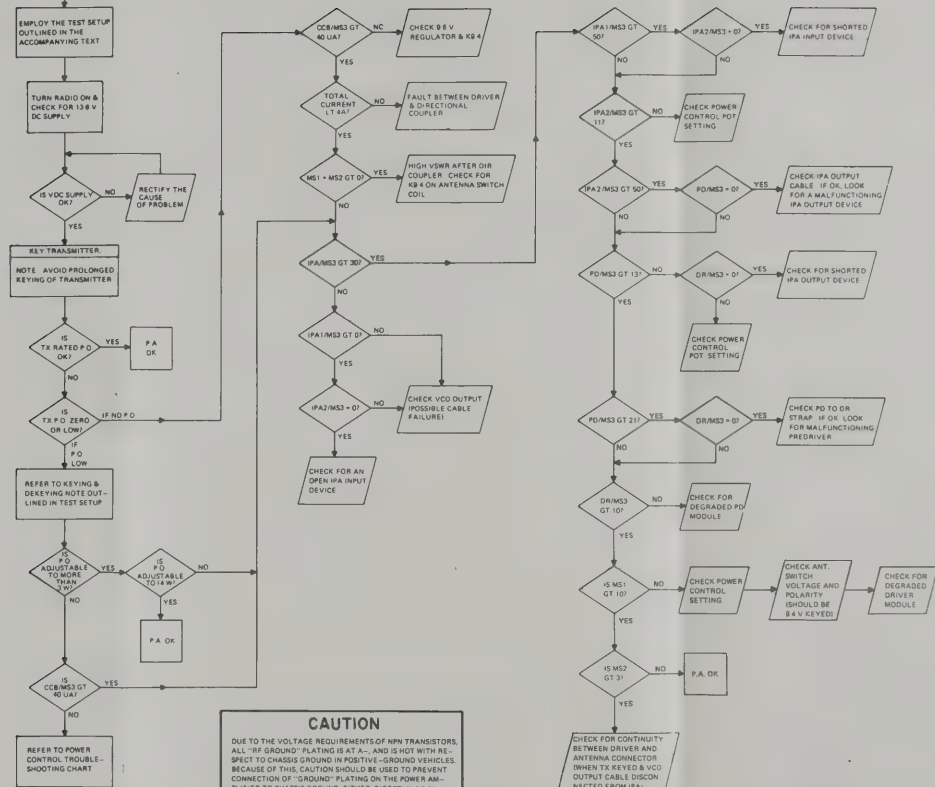 EMPLOY THE TEST SETUP
OUTLINED IN THE
ACCOMPANYING TEXT
TURN RADIO ON &
CHECK FOR 13.6 V
DC SUPPLY
IS VDC SUPPLY
OK?
NO
RECTIFY THE
CAUSE
OF PROBLEM
YES
KEY TRANSMITTER.
NOTE AVOID PROLONGED
KEYING OF TRANSMITTER
IS
TX RATED P O
OK?
YES
P A
OK
NO
IS
TX P.O. ZERO
OR LOW?
IF NO P O
IF
P O
LOW
REFER TO KEYING &
DEKEYING NOTE OUT-
LINED IN TEST SETUP
IS
P O
ADJUSTABLE
TO MORE
THAN
3 W?
YES
IS
P O
ADJUSTABLE
TO 14 W?
NO
YES
P.A. OK
NO
IS
CCB/MS3 GT
40 UA?
YES
NO
REFER TO POWER
CONTROL TROUBLE-
SHOOTING CHART
CCB/MS3 GT
40 UA?
NC
CHECK 9 6 V
REGULATOR & K9 4
YES
TOTAL
CURRENT
LT 4A?
NO
FAULT BETWEEN DRIVER
& DIRECTIONAL
COUPLER
YES
MS1 + MS2 GT 0?
YES
HIGH VSWR AFTER DIR
COUPLER CHECK FOR
K9 4 ON ANTENNA SWITCH
COIL
NO
IPA/MS3 GT 30?
YES
NO
IPA1/MS3 GT 0?
NO
YES
IPA2/MS3 = 0?
NO
CHECK VCO OUTPUT
(POSSIBLE CABLE
FAILURE)
YES
CHECK FOR AN
OPEN IPA INPUT
DEVICE
CAUTION
DUE TO THE VOLTAGE REQUIREMENTS OF NPN TRANSISTORS,
ALL "RF GROUND" PLATING IS AT A-, AND IS HOT WITH RE-
SPECT TO CHASSIS GROUND IN POSITIVE-GROUND VEHICLES.
BECAUSE OF THIS, CAUTION SHOULD BE USED TO PREVENT
CONNECTION OF "GROUND" PLATING ON THE POWER AM-
IPA1/MS3 GT
50?
YES
IPA2/MS3 = 0?
YES
CHECK FOR SHORTED
IPA INPUT DEVICE
NO
NO
IPA2/MS3 GT
11?
NO
CHECK POWER
CONTROL POT
SETTING
YES
IPA 2/MS3 GT 50?
YES
PD/MS3 = 0?
YES
CHECK IPA OUTPUT
CABLE IF OK, LOOK
FOR A MALFUNCTIONING
IPA OUTPUT DEVICE
NO
NO
PD/MS3 GT 13?
NO
DR/MS3 = 0?
YES
CHECK FOR SHORTED
IPA OUTPUT DEVICE
YES
NO
CHECK POWER
CONTROL
POT SETTING
PD/MS3 GT 21?
YES
DR/MS3 = 0?
YES
CHECK PD TO DR
STRAP IF OK LOOK
FOR MALFUNCTIONING
PREDRIVER
NO
NO
DR/MS3
GT 10?
NO
CHECK FOR
DEGRADED PD
MODULE
YES
IS MS1
GT 10?
NO
CHECK POWER
CONTROL
SETTING
CHECK ANT.
SWITCH
VOLTAGE AND
POLARITY
(SHOULD BE
9 4 V KEYED)
CHECK FOR
DEGRADED
DRIVER
MODULE
YES
IS MS2
GT 3?
NO
P.A. OK
YES
CHECK FOR CONTINUITY
BETWEEN DRIVER AND
ANTENNA CONNECTOR
(WHEN TX KEYED & VCO
OUTPUT CABLE DISCON
NECTED FROM IPA)